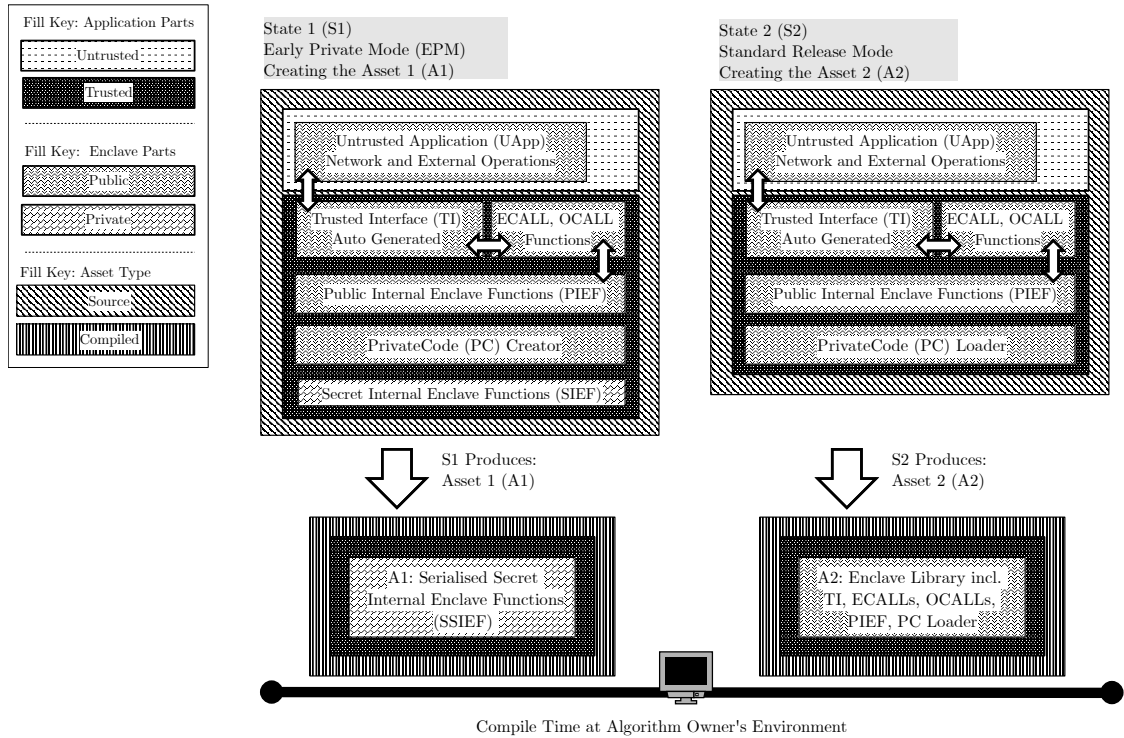 Fill Key: Application Parts
Untrusted
Trusted
Fill Key: Enclave Parts
Public
Private
Fill Key: Asset Type
Source
Compiled
State 1 (S1)
Early Private Mode (EPM)
Creating the Asset 1 (A1)
Untrusted Application (UApp)
Network and External Operations
Trusted Interface (TI)
Auto Generated
ECALL, OCALL
Functions
Public Internal Enclave Functions (PIEF)
PrivateCode (PC) Creator
Secret Internal Enclave Functions (SIEF)
S1 Produces:
Asset 1 (A1)
A1: Serialised Secret
Internal Enclave Functions
(SSIEF)
State 2 (S2)
Standard Release Mode
Creating the Asset 2 (A2)
Untrusted Application (UApp)
Network and External Operations
Trusted Interface (TI)
Auto Generated
ECALL, OCALL
Functions
Public Internal Enclave Functions (PIEF)
PrivateCode (PC) Loader
S2 Produces:
Asset 2 (A2)
A2: Enclave Library incl.
TI, ECALLs, OCALLs,
PIEF, PC Loader
Compile Time at Algorithm Owner's Environment